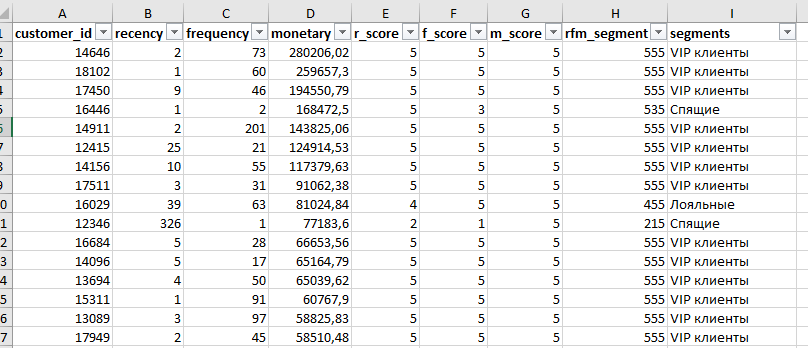 A B C D E F G H I
1 customer_id recency frequency monetary r_score f_score m_score rfm_segment segments
2 14646 2 73 280206,02 5 5 5 555 VIP клиенты
3 18102 1 60 259657,3 5 5 5 555 VIP клиенты
4 17450 9 46 194550,79 5 5 5 555 VIP клиенты
5 16446 1 2 168472,5 5 3 5 535 Спящие
6 14911 2 201 143825,06 5 5 5 555 VIP клиенты
7 12415 25 21 124914,53 5 5 5 555 VIP клиенты
8 14156 10 55 117379,63 5 5 5 555 VIP клиенты
9 17511 3 31 91062,38 5 5 5 555 VIP клиенты
0 16029 39 63 81024,84 4 5 5 455 Лояльные
1 12346 326 1 77183,6 2 1 5 215 Спящие
2 16684 5 28 66653,56 5 5 5 555 VIP клиенты
3 14096 5 17 65164,79 5 5 5 555 VIP клиенты
4 13694 4 50 65039,62 5 5 5 555 VIP клиенты
5 15311 1 91 60767,9 5 5 5 555 VIP клиенты
6 13089 3 97 58825,83 5 5 5 555 VIP клиенты
7 17949 2 45 58510,48 5 5 5 555 VIP клиенты